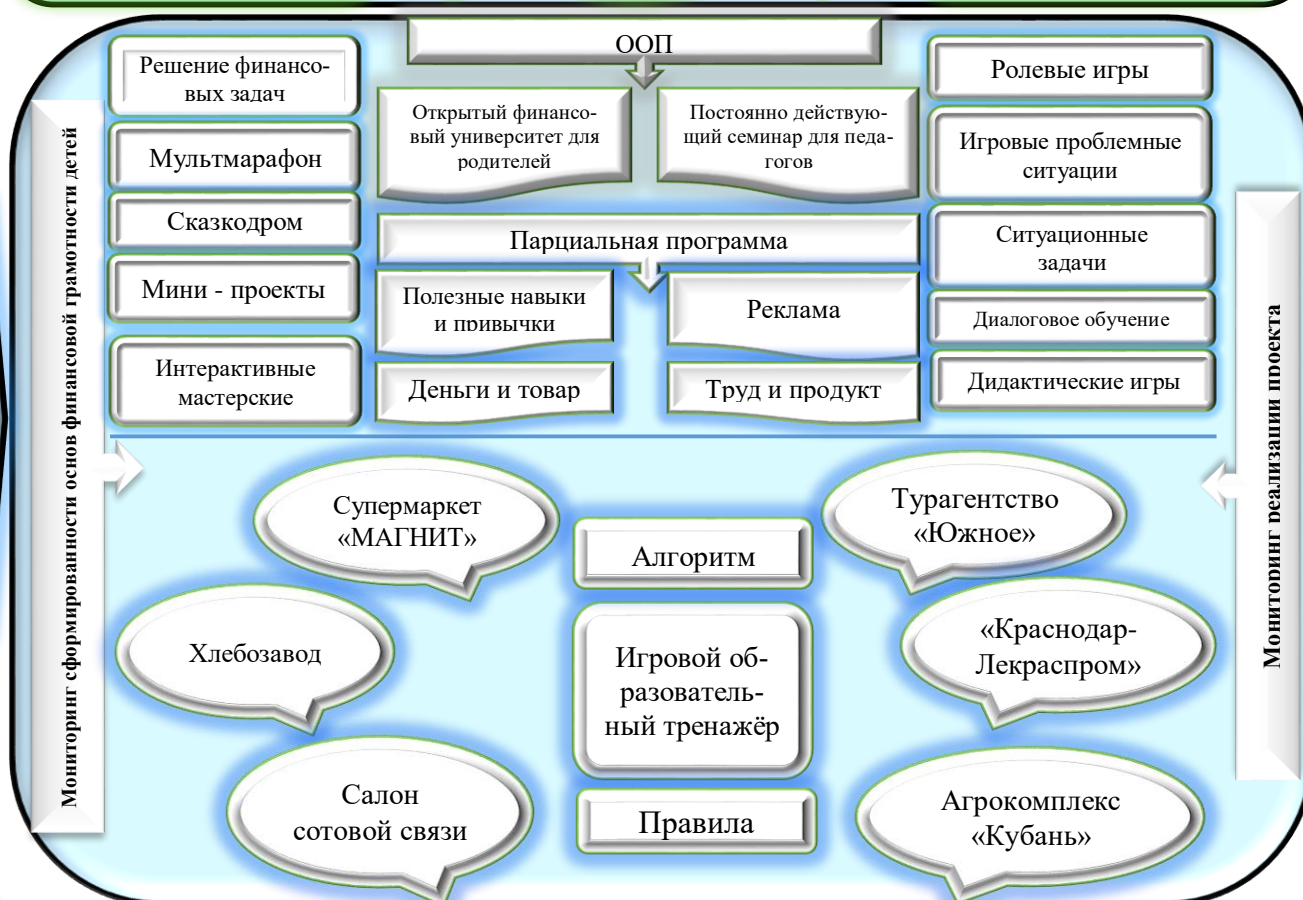 ООП
Решение финансо-
вых задач
Мультмарафон
Сказкодром
Мини - проекты
Интерактивные
мастерские
Открытый финансо-
вый университет для
родителей
Постоянно действую-
щий семинар для педа-
гогов
Парциальная программа
Полезные навыки
и привычки
Реклама
Деньги и товар
Труд и продукт
Ролевые игры
Игровые проблемные
ситуации
Ситуационные
задачи
Диалоговое обучение
Дидактические игры
Мониторинг сформированности основ финансовой грамотности детей
Мониторинг реализации проекта
Супермаркет
«МАГНИТ»
Хлебозавод
Салон
сотовой связи
Алгоритм
Игровой об-
разователь-
ный тренажёр
Правила
Турагентство
«Южное»
«Краснодар-
Лекраспром»
Агрокомплекс
«Кубань»